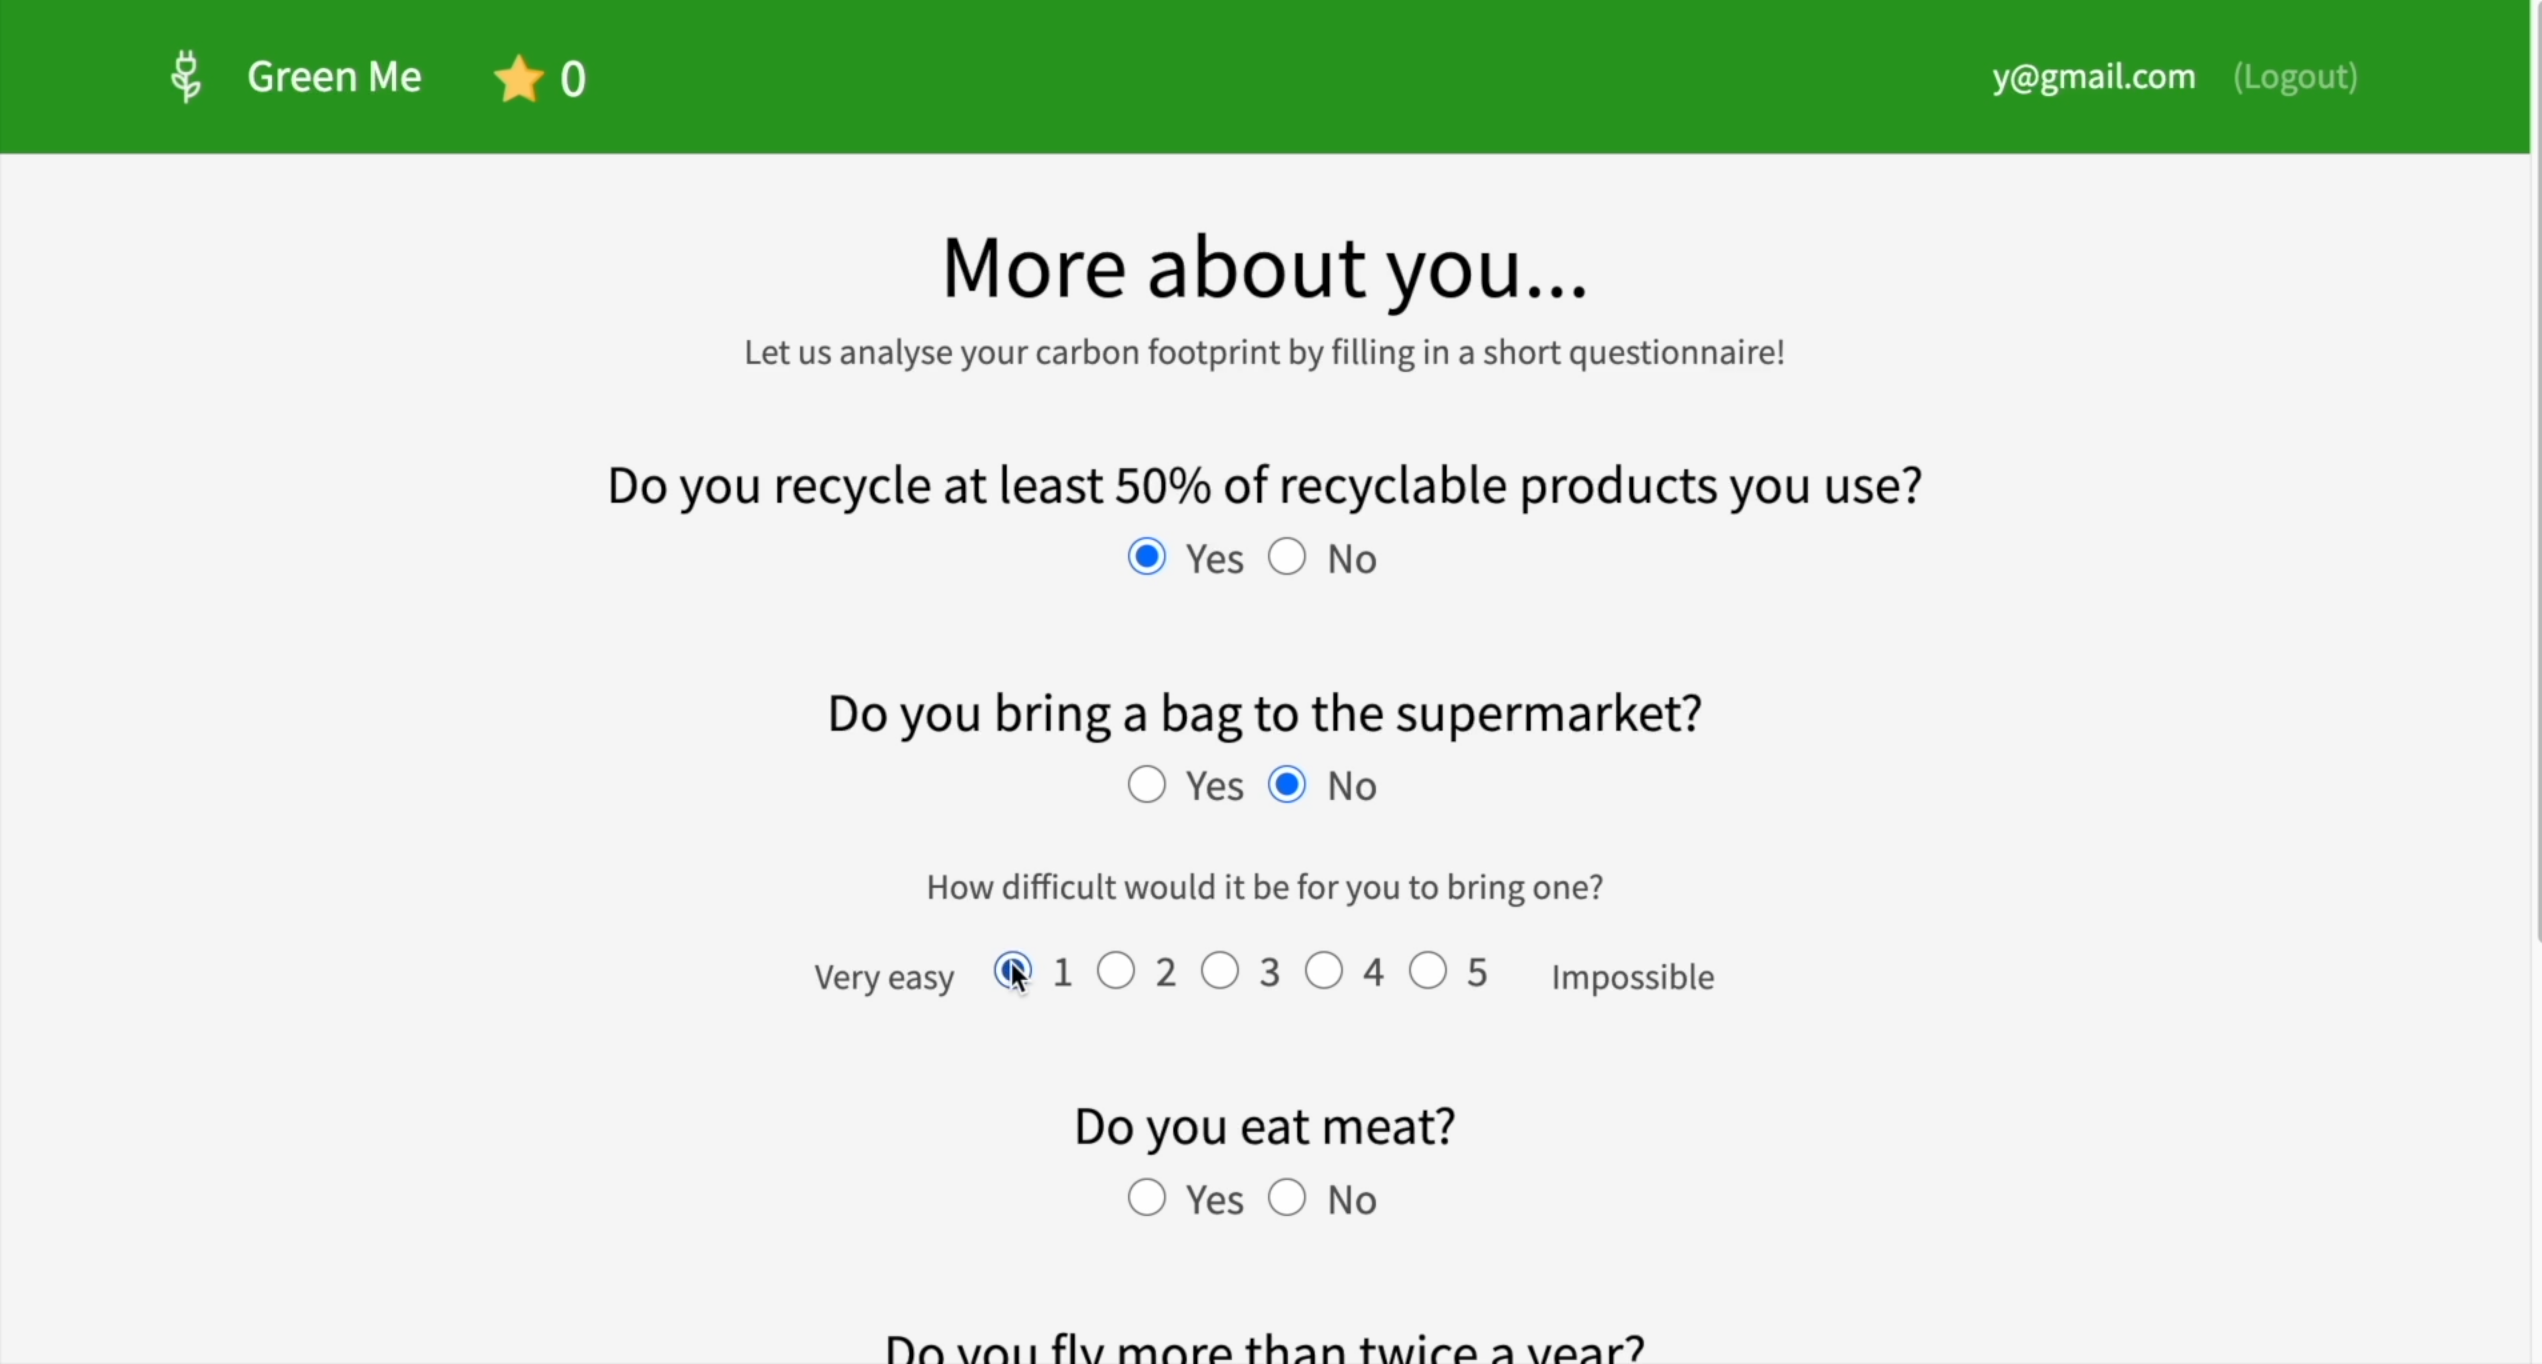 Green Me 0 y@gmail.com (Logout)
More about you...
Let us analyse your carbon footprint by filling in a short questionnaire!
Do you recycle at least 50% of recyclable products you use?
Yes No
Do you bring a bag to the supermarket?
Yes No
How difficult would it be for you to bring one?
Very easy 1 2 3 4 5 Impossible
Do you eat meat?
Yes No
Do you fly more than twice a year?